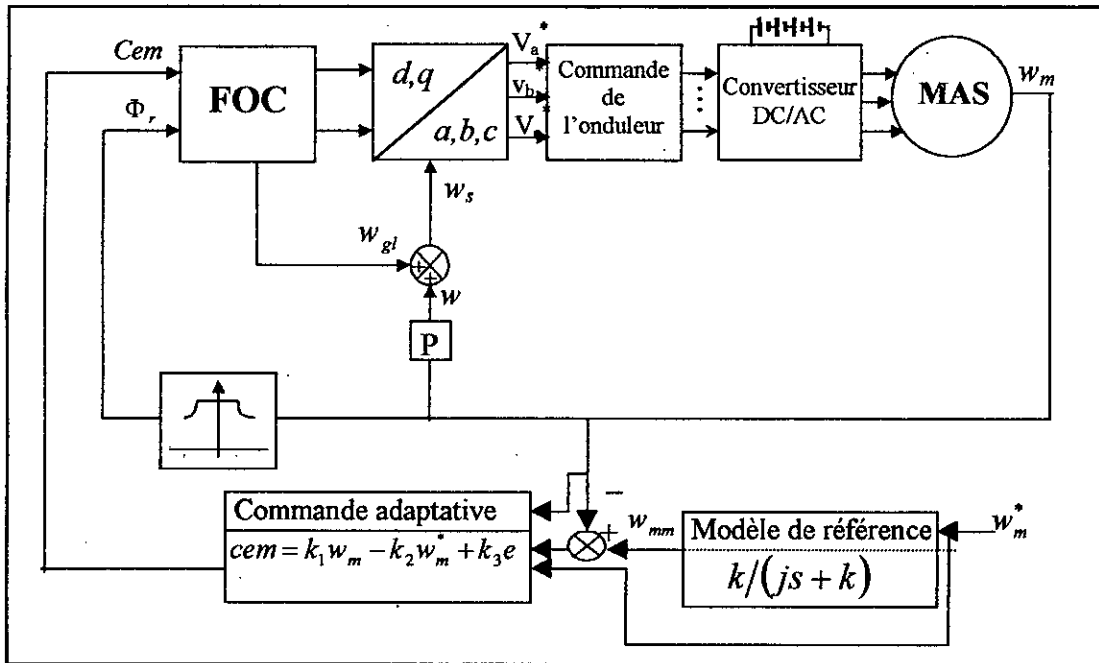 Cem
Φr
FOC
d,q
a,b,c
Va*
vb
V
Commande
de
l'onduleur
Convertisseur
DC/AC
MAS
wm
ws
wgl
+
+
w
P
Commande adaptative
cem = k1wm − k2wm* + k3e
−
+
wmm
Modèle de référence
k/(js + k)
wm*